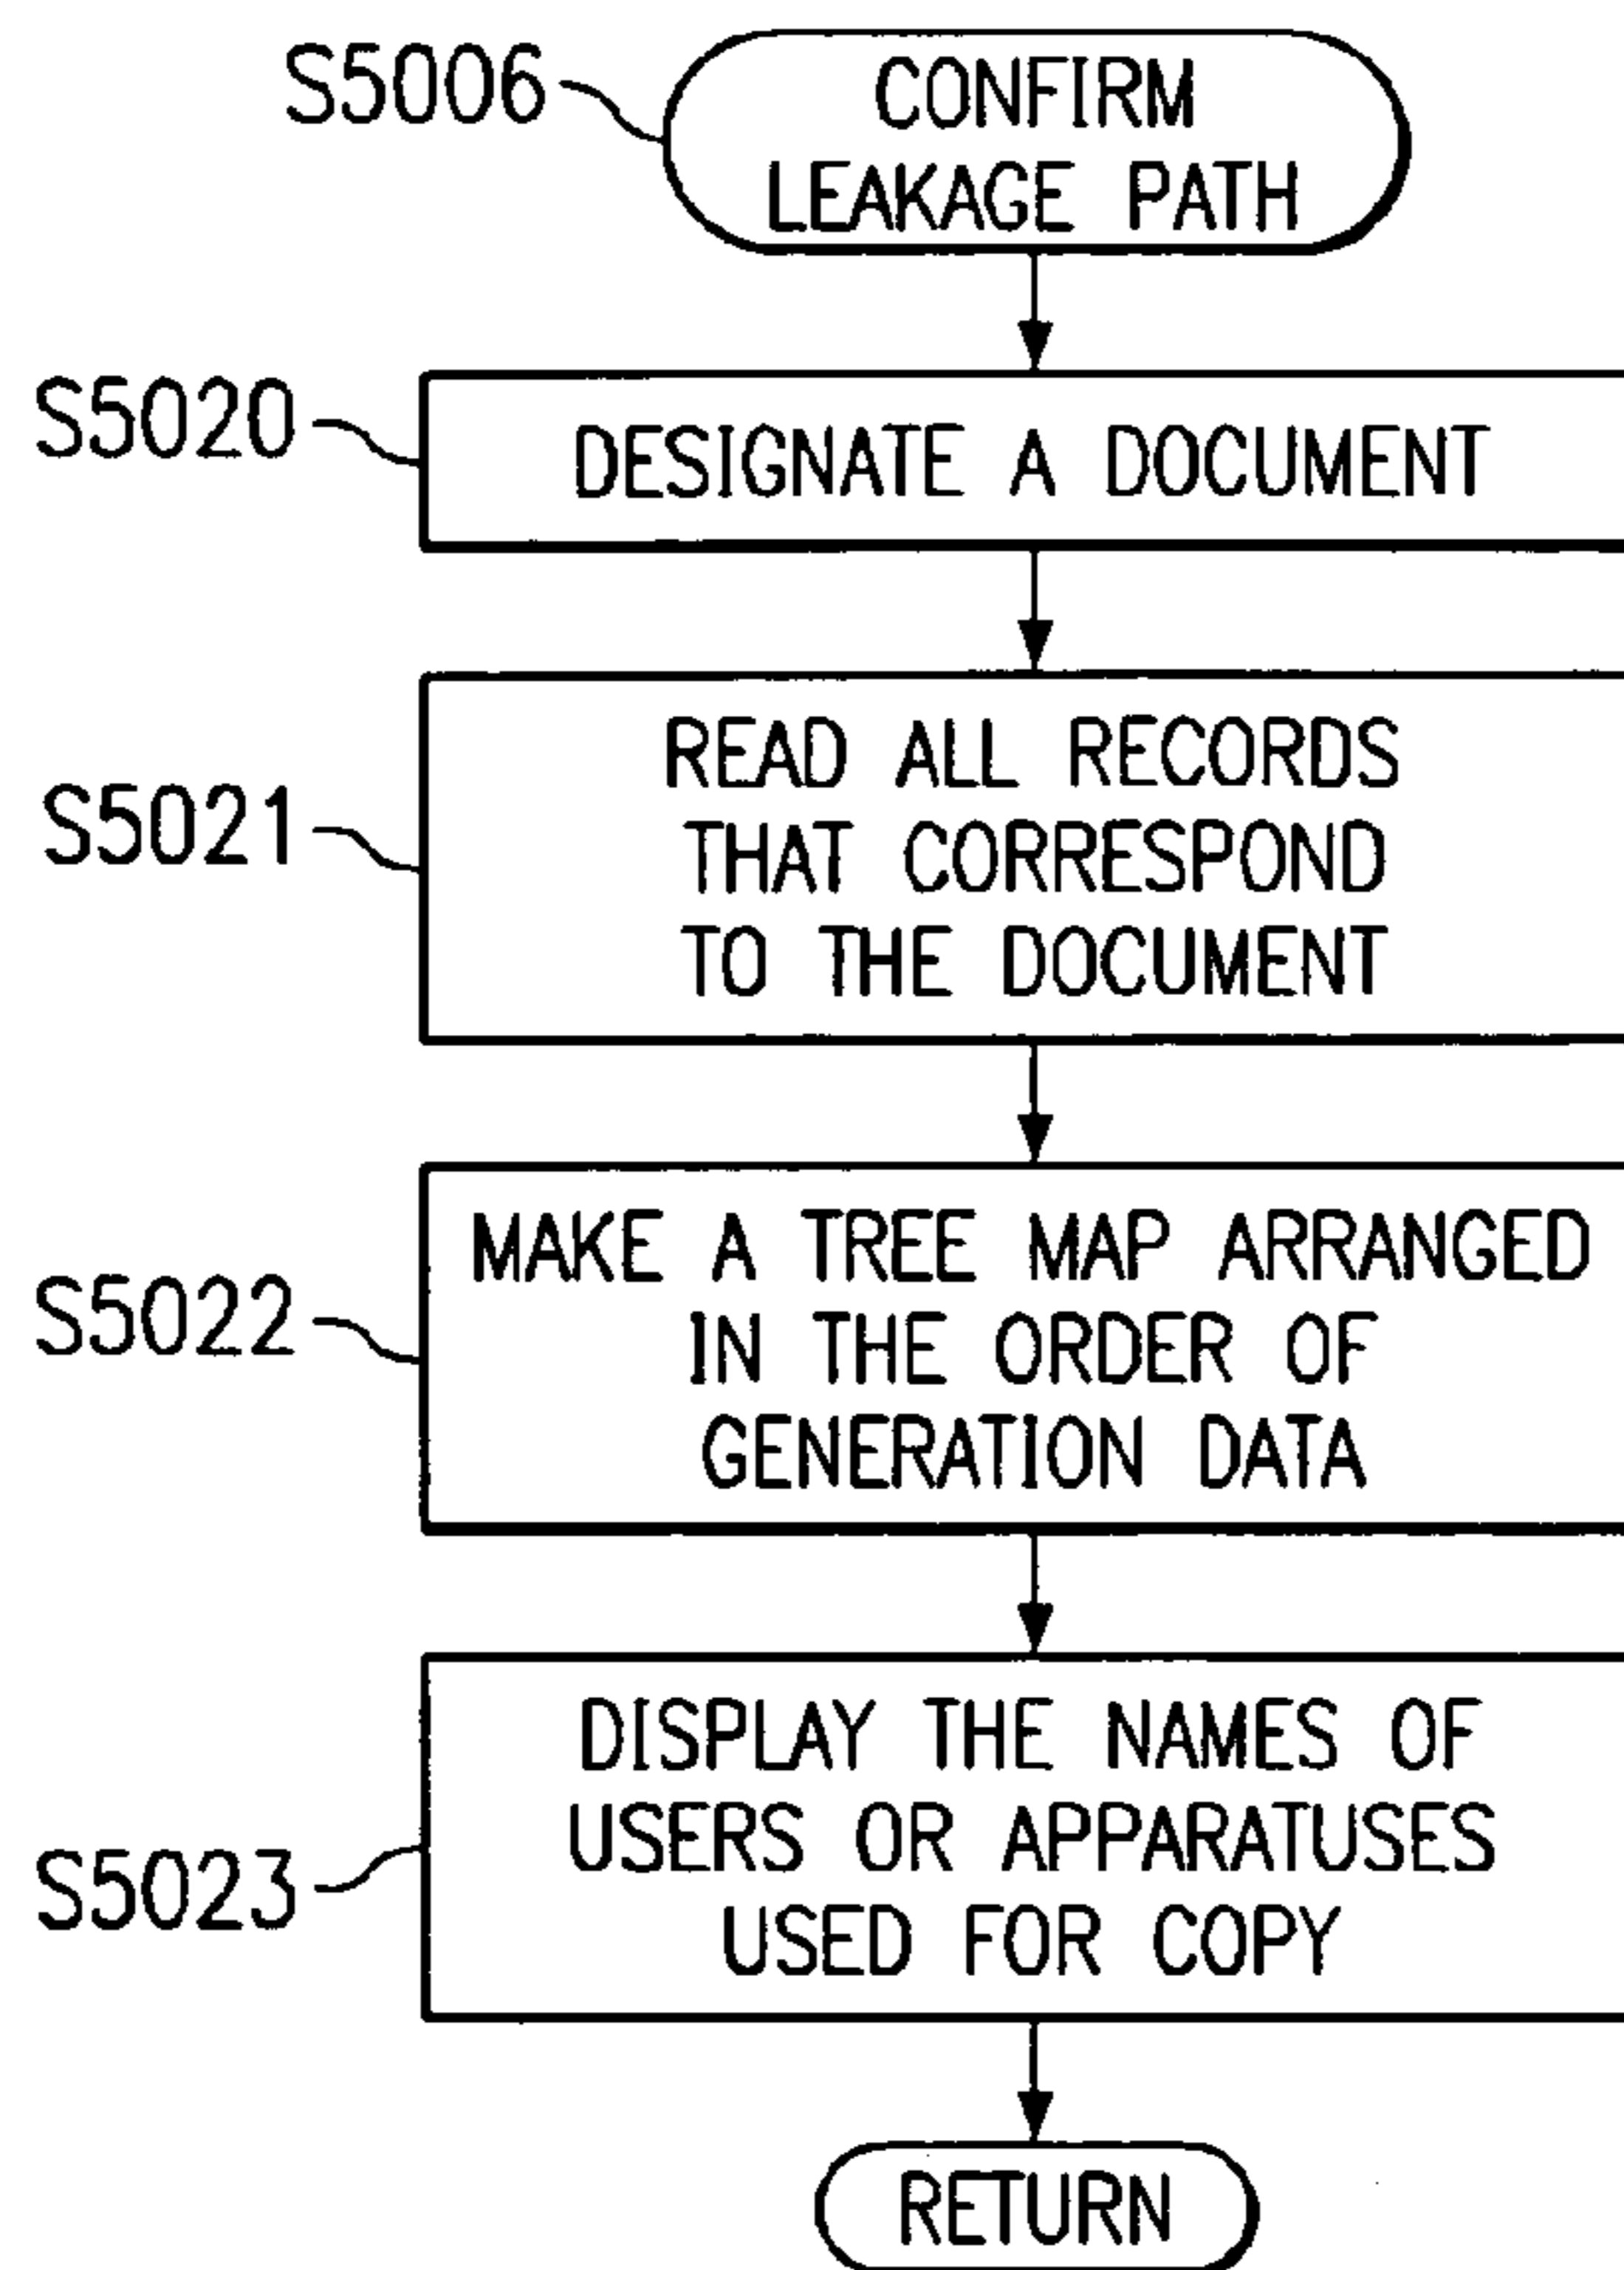 S5006
CONFIRM
LEAKAGE PATH
S5020
DESIGNATE A DOCUMENT
S5021
READ ALL RECORDS
THAT CORRESPOND
TO THE DOCUMENT
S5022
MAKE A TREE MAP ARRANGED
IN THE ORDER OF
GENERATION DATA
S5023
DISPLAY THE NAMES OF
USERS OR APPARATUSES
USED FOR COPY
RETURN